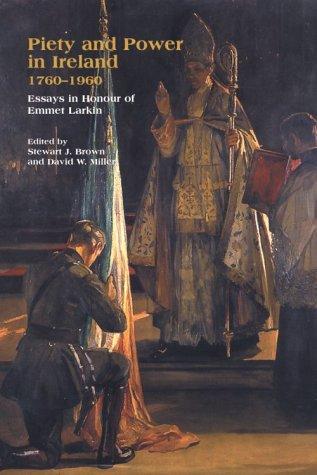 Piety and Power
in Ireland
1760–1960
Essays in Honour of
Emmet Larkin
Edited by
Stewart J. Brown
and David W. Miller